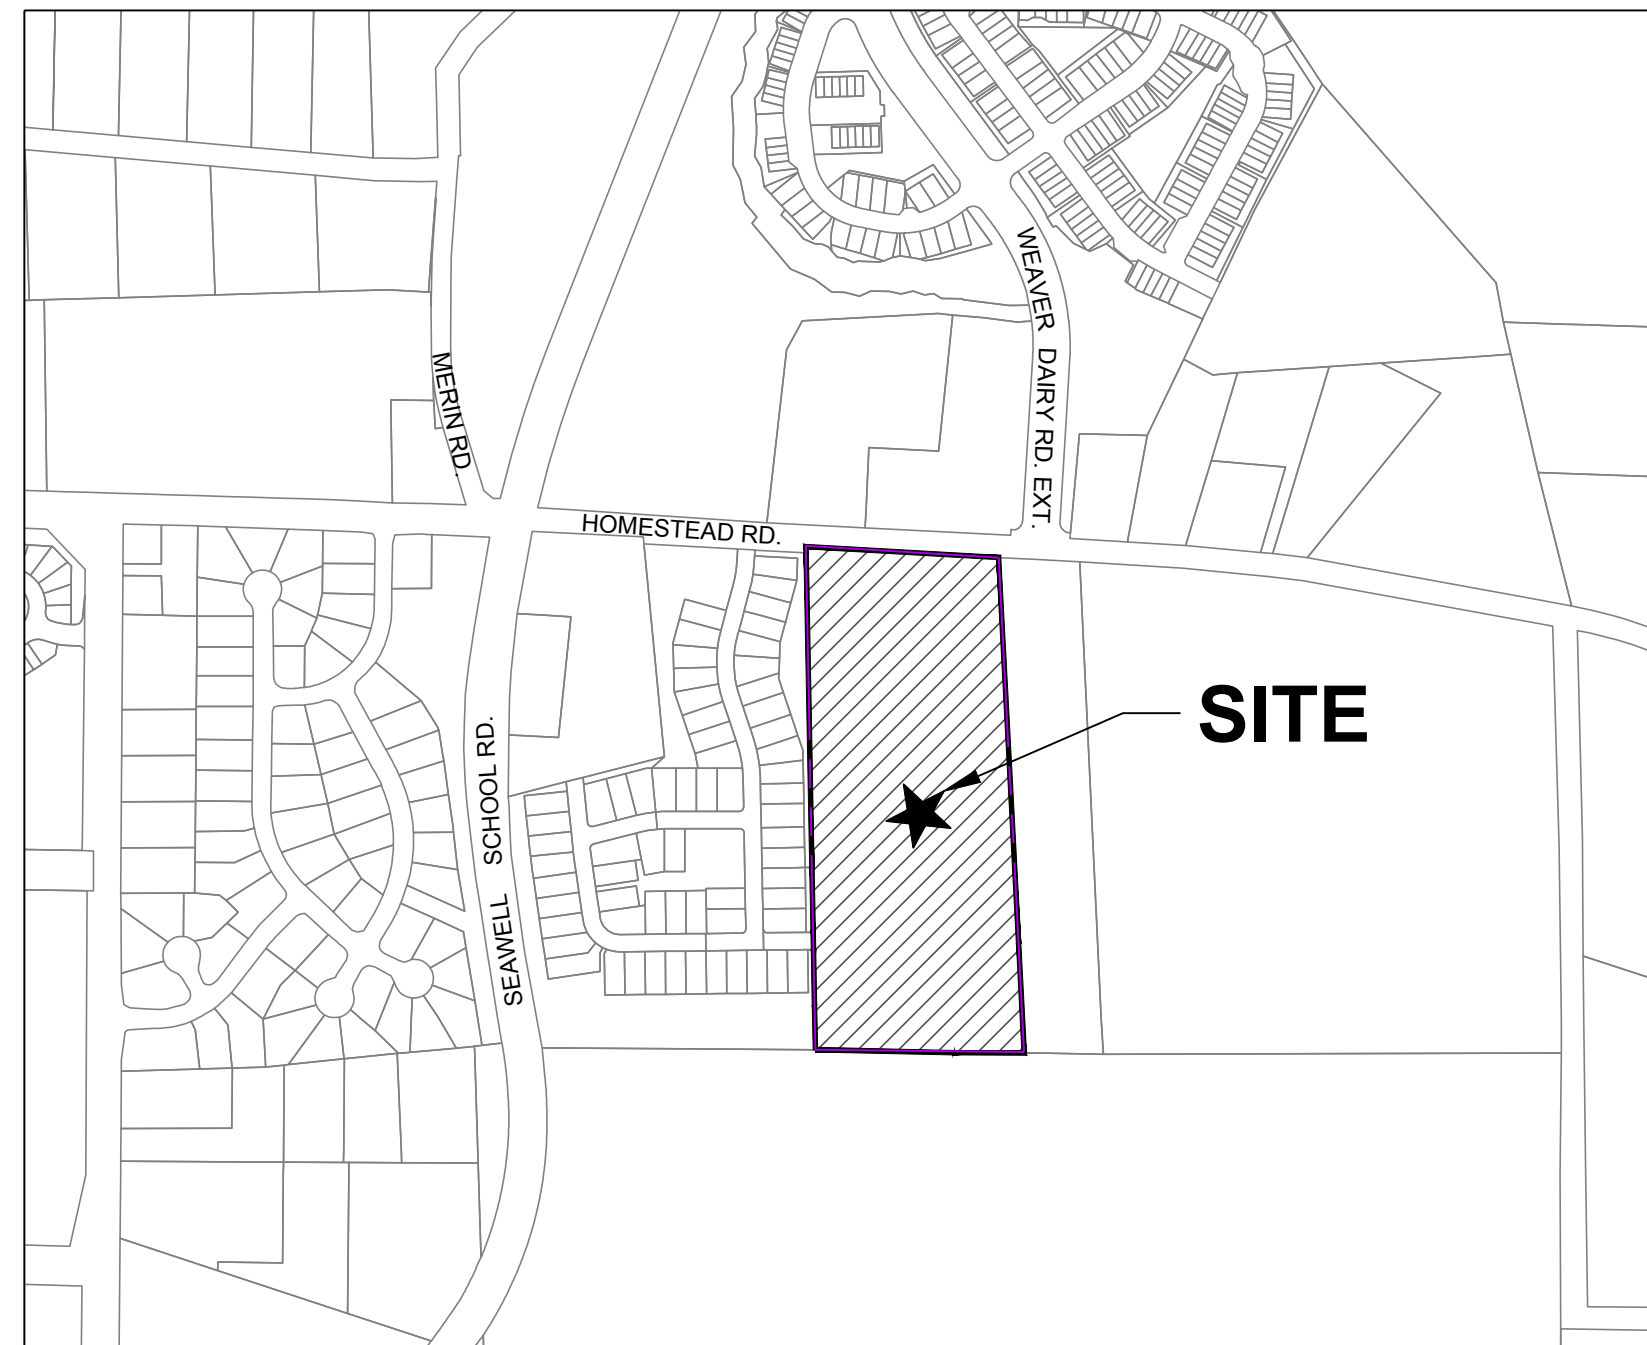 WEAVER DAIRY RD. EXT.
MERIN RD.
HOMESTEAD RD.
SITE
SEAWELL SCHOOL RD.